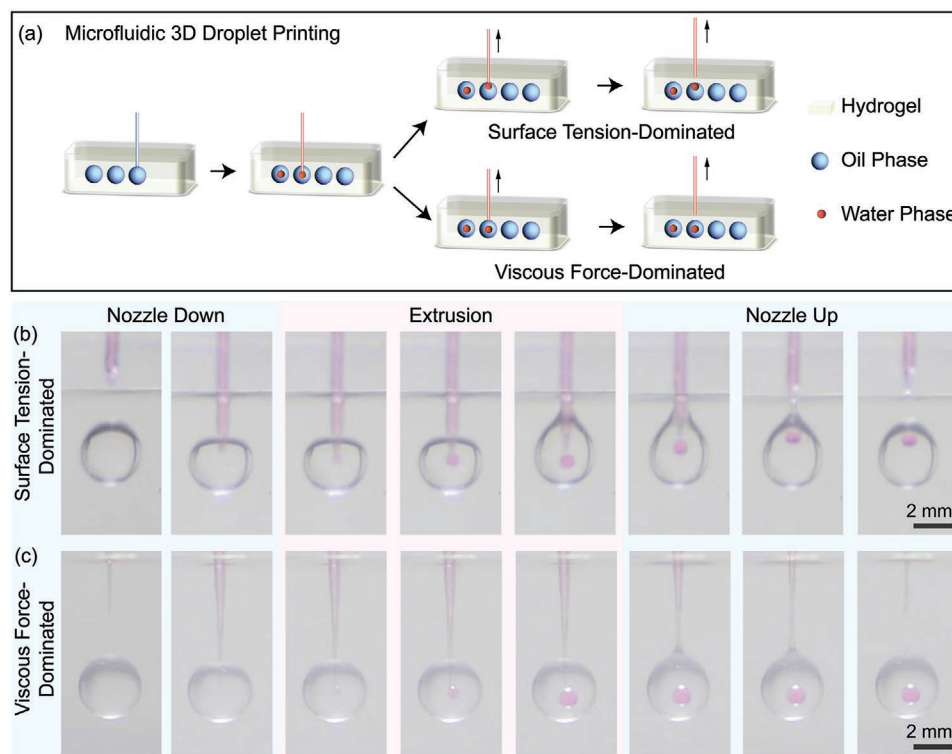 (a) Microfluidic 3D Droplet Printing
Surface Tension-Dominated
Viscous Force-Dominated
Hydrogel
Oil Phase
Water Phase
Nozzle Down
Extrusion
Nozzle Up
(b)
Surface Tension-
Dominated
2 mm
(c)
Viscous Force-
Dominated
2 mm